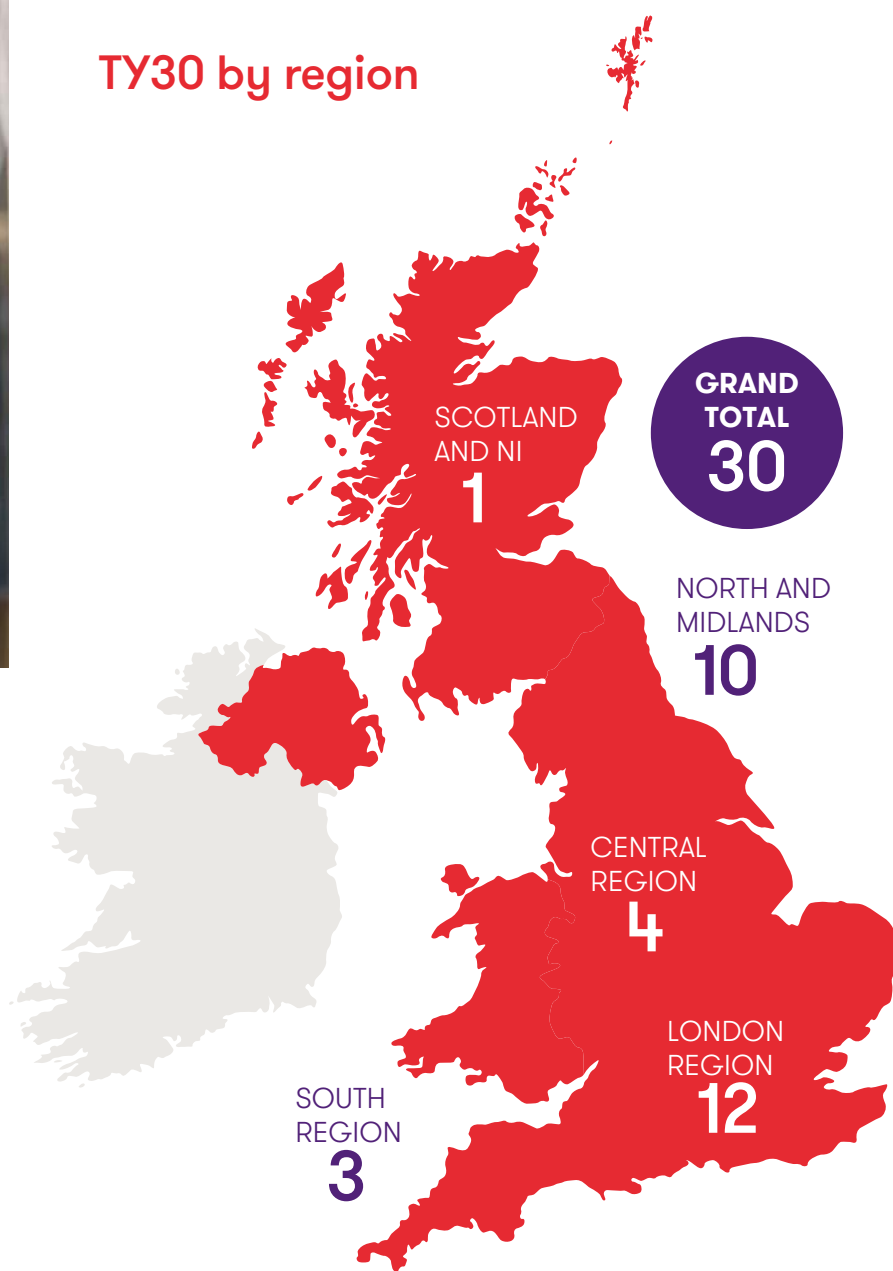 TY30 by region
SCOTLAND
AND NI
1
GRAND
TOTAL
30
NORTH AND
MIDLANDS
10
CENTRAL
REGION
4
LONDON
REGION
12
SOUTH
REGION
3